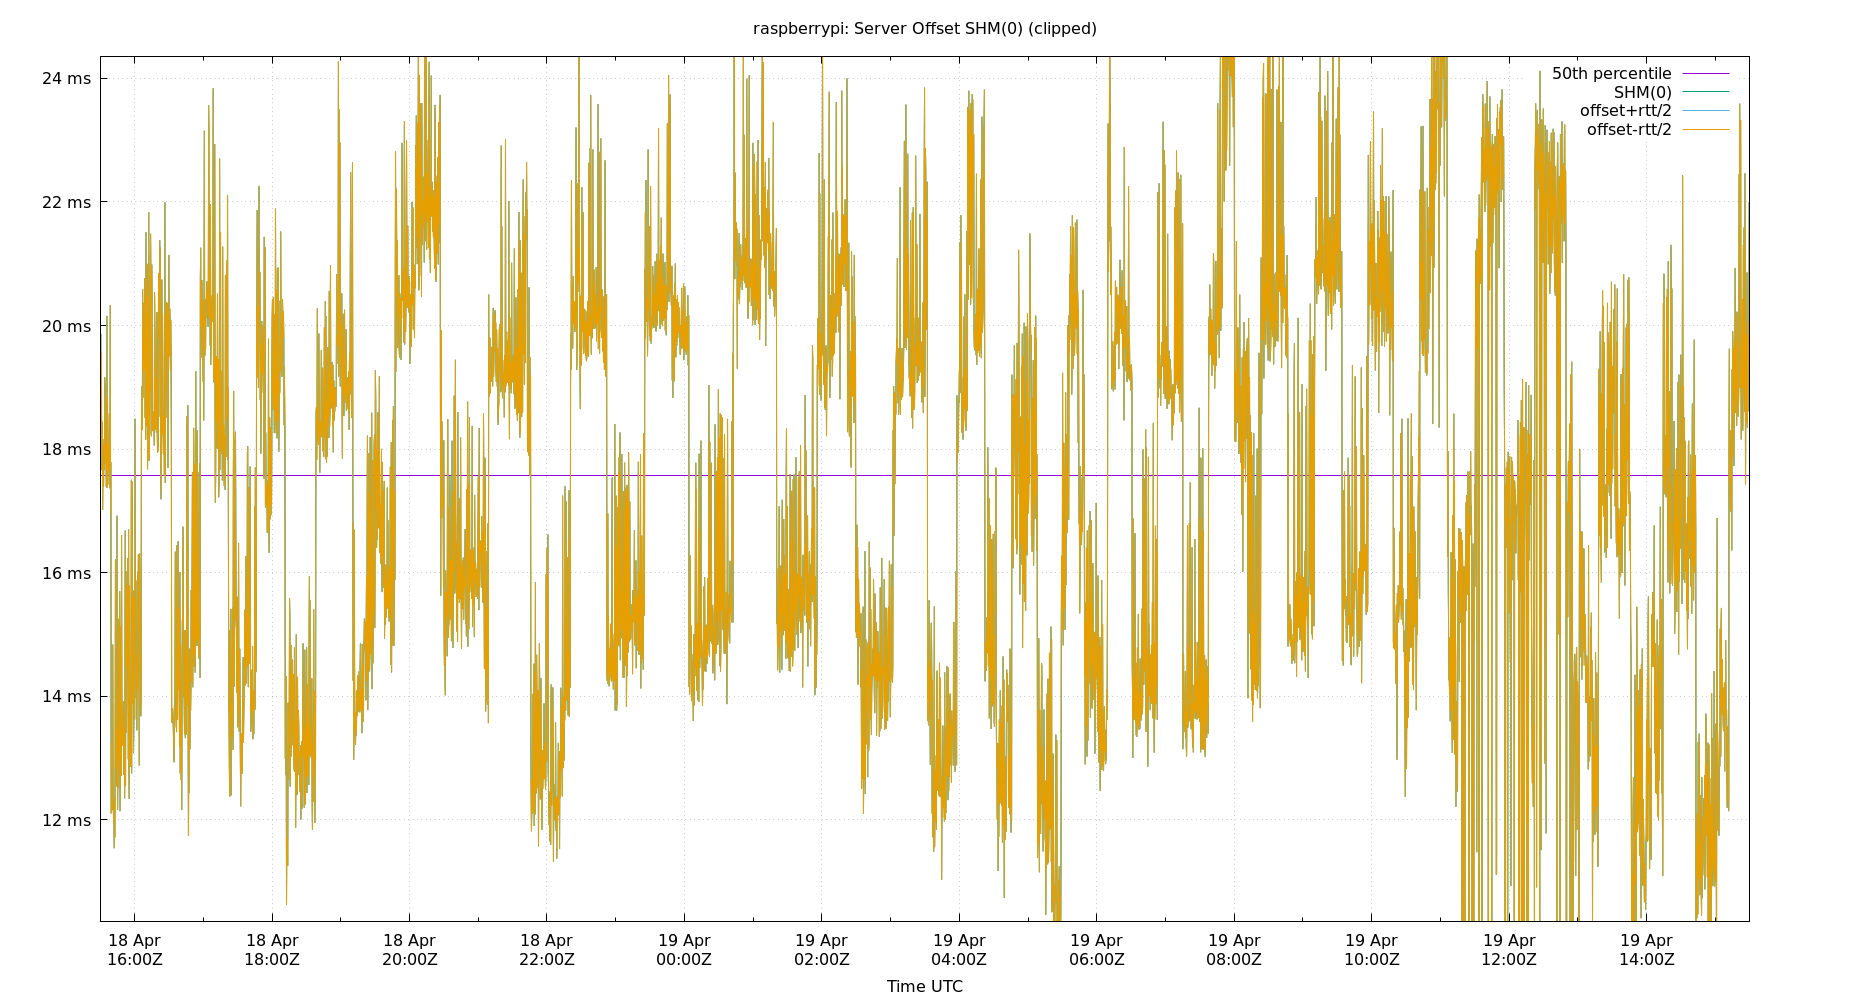 raspberrypi: Server Offset SHM(0) (clipped)
24 ms
22 ms
20 ms
18 ms
16 ms
14 ms
12 ms
50th percentile
SHM(0)
offset+rtt/2
offset-rtt/2
18 Apr 18 Apr 18 Apr 18 Apr 19 Apr 19 Apr 19 Apr 19 Apr 19 Apr 19 Apr 19 Apr 19 Apr
16:00Z 18:00Z 20:00Z 22:00Z 00:00Z 02:00Z 04:00Z 06:00Z 08:00Z 10:00Z 12:00Z 14:00Z
Time UTC